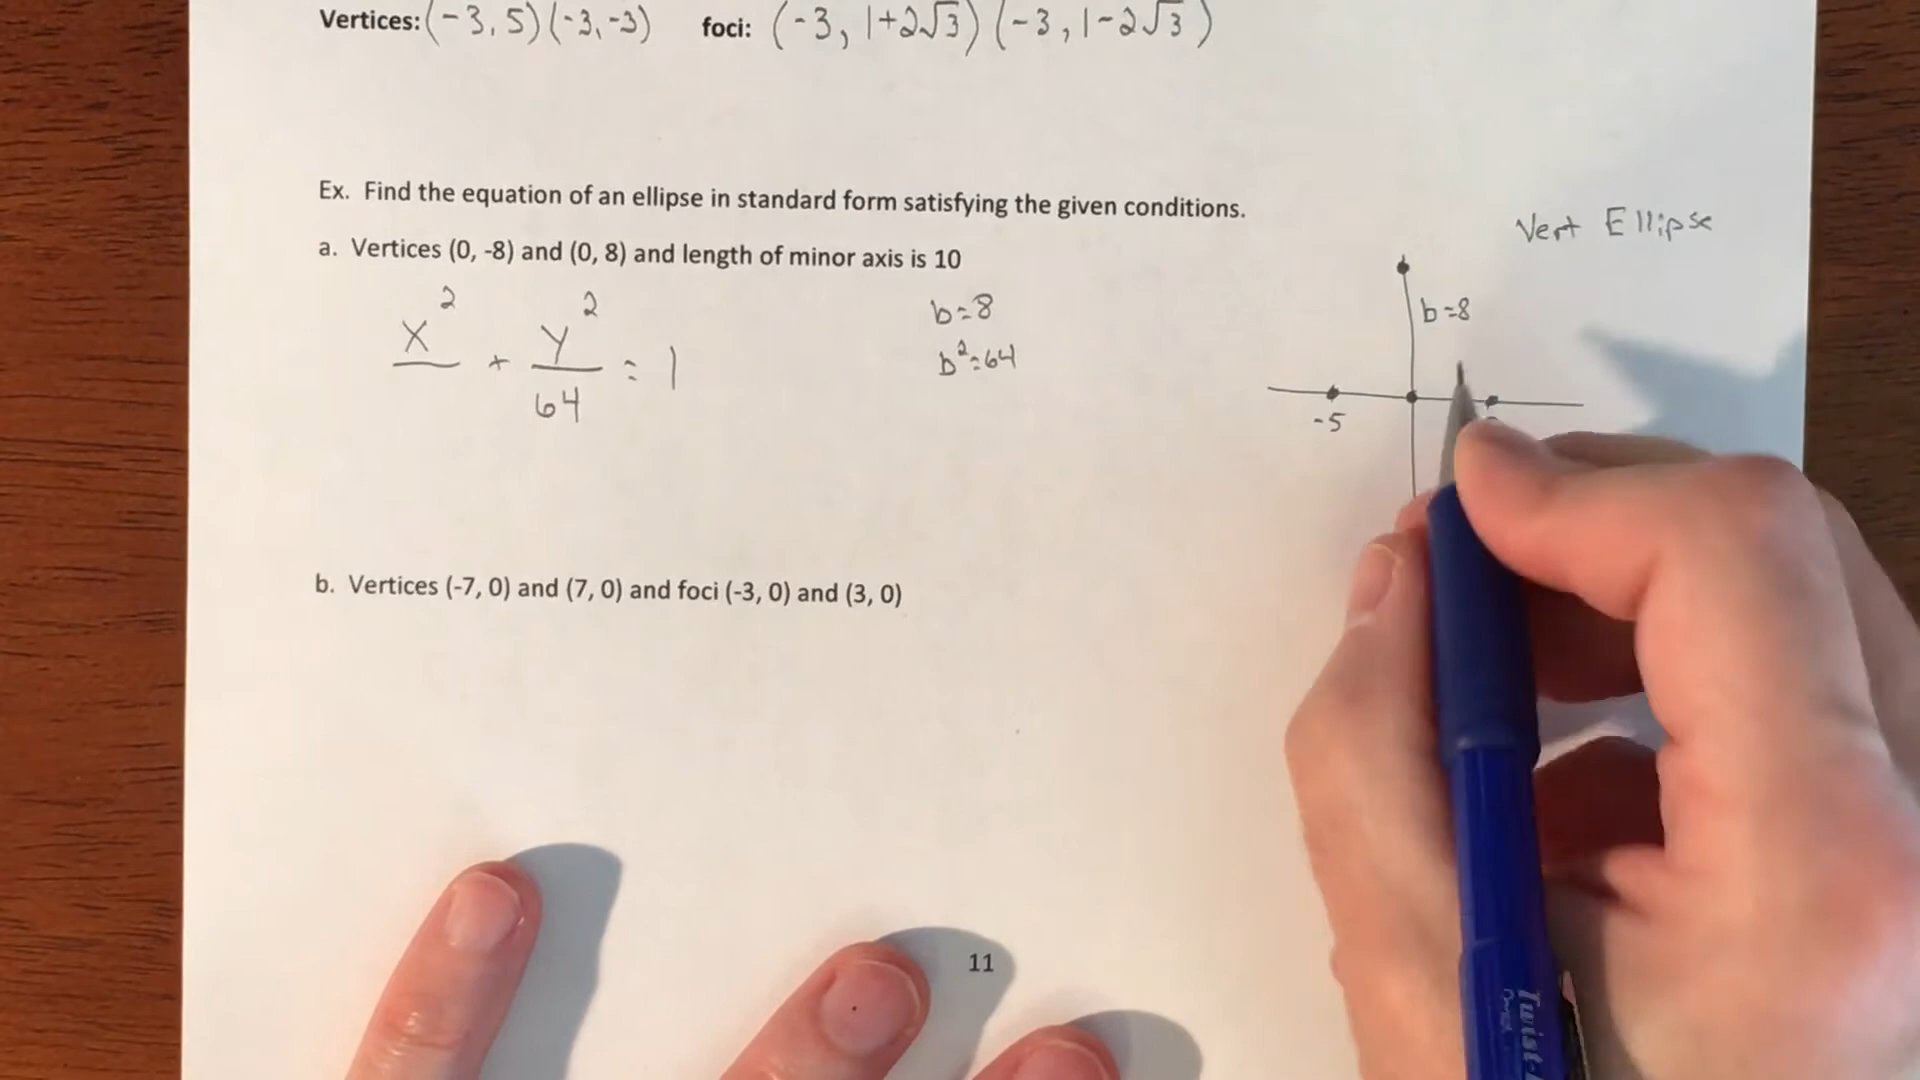 Vertices: (-3, 5) (-3, -3) foci: (-3, 1+2√3) (-3, 1-2√3)
Ex. Find the equation of an ellipse in standard form satisfying the given conditions.
Vert Ellipse
a. Vertices (0, -8) and (0, 8) and length of minor axis is 10
x² + y²/64 = 1
b=8
b²=64
b=8
-5
b. Vertices (-7, 0) and (7, 0) and foci (-3, 0) and (3, 0)
11